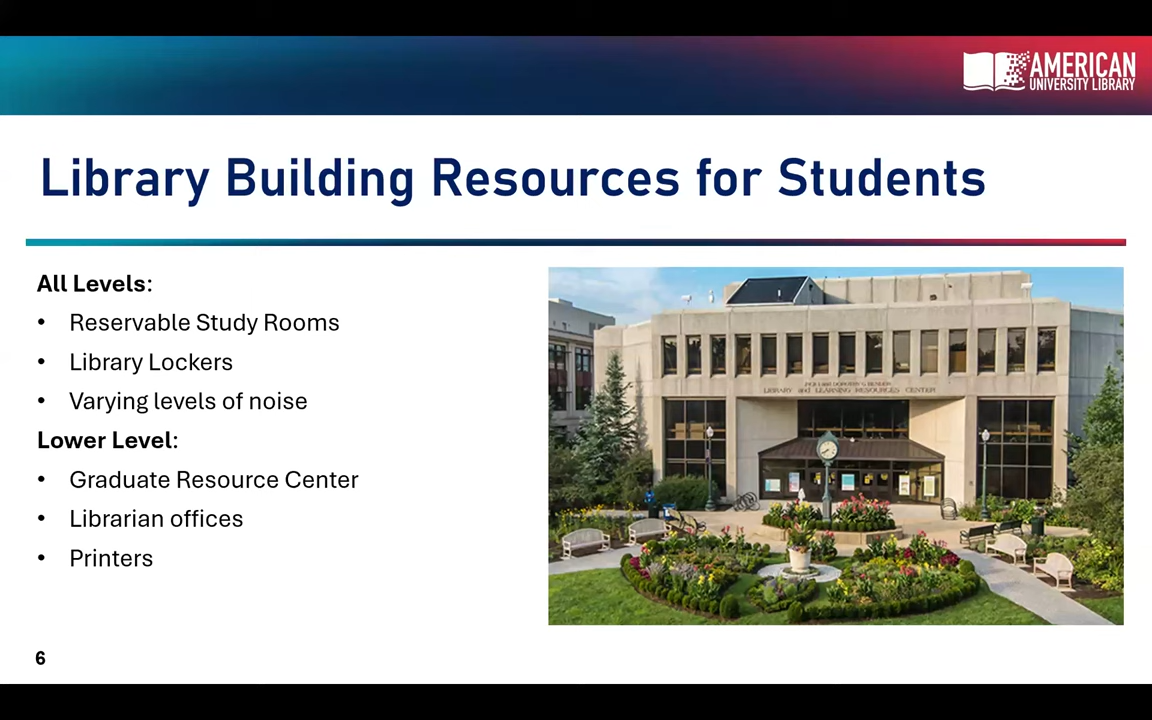 AMERICAN
UNIVERSITY LIBRARY
Library Building Resources for Students
All Levels:
• Reservable Study Rooms
• Library Lockers
• Varying levels of noise
Lower Level:
• Graduate Resource Center
• Librarian offices
• Printers
LIBRARY and LEARNING RESOURCES CENTER
6